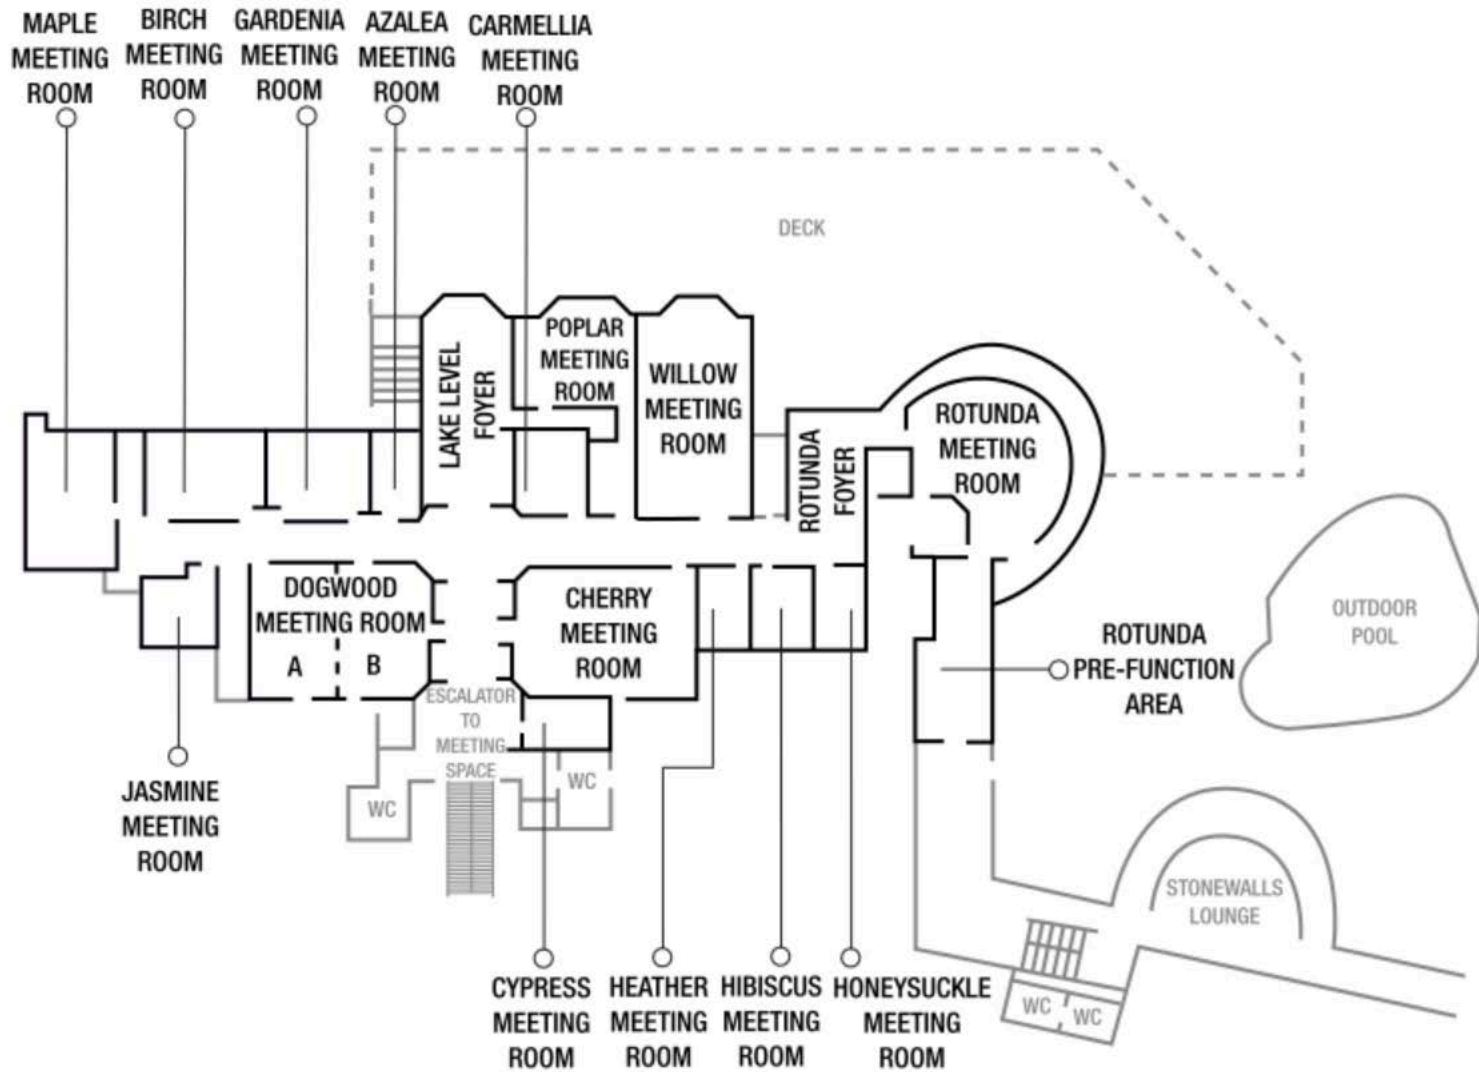 MAPLE
MEETING
ROOM
BIRCH
MEETING
ROOM
GARDENIA
MEETING
ROOM
AZALEA
MEETING
ROOM
CARMELLIA
MEETING
ROOM
DECK
LAKE LEVEL
FOYER
POPLAR
MEETING
ROOM
WILLOW
MEETING
ROOM
ROTUNDA
FOYER
ROTUNDA
MEETING
ROOM
DOGWOOD
MEETING ROOM
A
B
CHERRY
MEETING
ROOM
OUTDOOR
POOL
ROTUNDA
PRE-FUNCTION
AREA
ESCALATOR
TO
MEETING
SPACE
WC
WC
JASMINE
MEETING
ROOM
STONEWALLS
LOUNGE
CYPRESS
MEETING
ROOM
HEATHER
MEETING
ROOM
HIBISCUS
MEETING
ROOM
HONEYSUCKLE
MEETING
ROOM
WC
WC